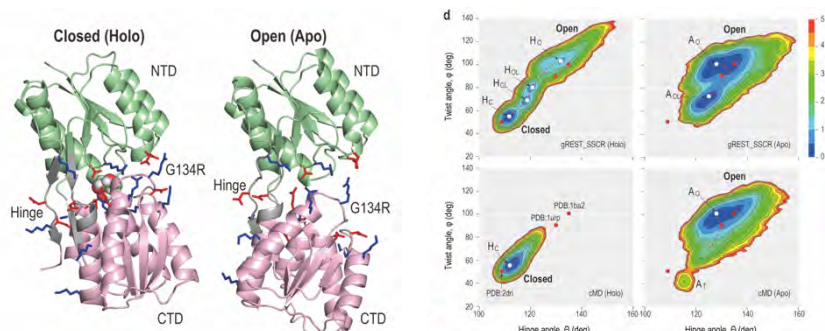 Closed (Holo)
NTD
G134R
Hinge
CTD
Open (Apo)
NTD
G134R
CTD
d
Twist angle, φ (deg)
140
120
100
80
60
40
20
Open
H_O
H_OL
H_CL
H_C
Closed
gREST_SSCR (Holo)
Open
A_O
A_OL
gREST_SSCR (Apo)
5
4
3
2
1
0
Twist angle, φ (deg)
140
120
100
80
60
40
20
PDB:1ba2
PDB:1urp
H_C
Closed
PDB:2dri
cMD (Holo)
Open
A_O
A_T
cMD (Apo)
100
120
140
160
100
120
140
160
Hinge angle, Θ (deg)
Hinge angle, Θ (deg)